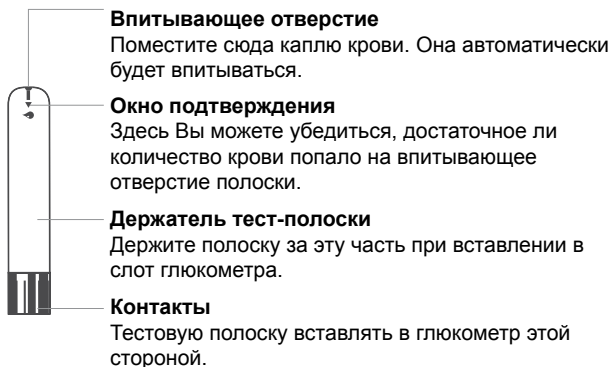 Впитывающее отверстие
Поместите сюда каплю крови. Она автоматически
будет впитываться.
Окно подтверждения
Здесь Вы можете убедиться, достаточное ли
количество крови попало на впитывающее
отверстие полоски.
Держатель тест-полоски
Держите полоску за эту часть при вставлении в
слот глюкометра.
Контакты
Тестовую полоску вставлять в глюкометр этой
стороной.